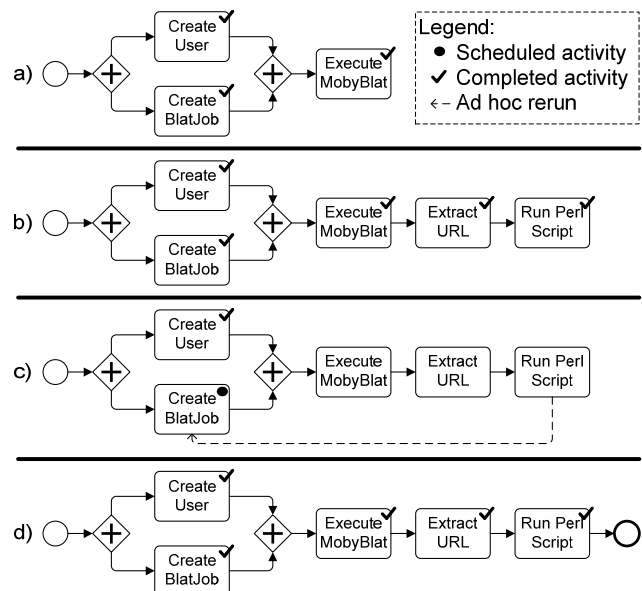 Legend:
Scheduled activity
Completed activity
Ad hoc rerun
a)
Create
User
Create
BlatJob
Execute
MobyBlat
b)
Create
User
Create
BlatJob
Execute
MobyBlat
Extract
URL
Run Perl
Script
c)
Create
User
Create
BlatJob
Execute
MobyBlat
Extract
URL
Run Perl
Script
d)
Create
User
Create
BlatJob
Execute
MobyBlat
Extract
URL
Run Perl
Script